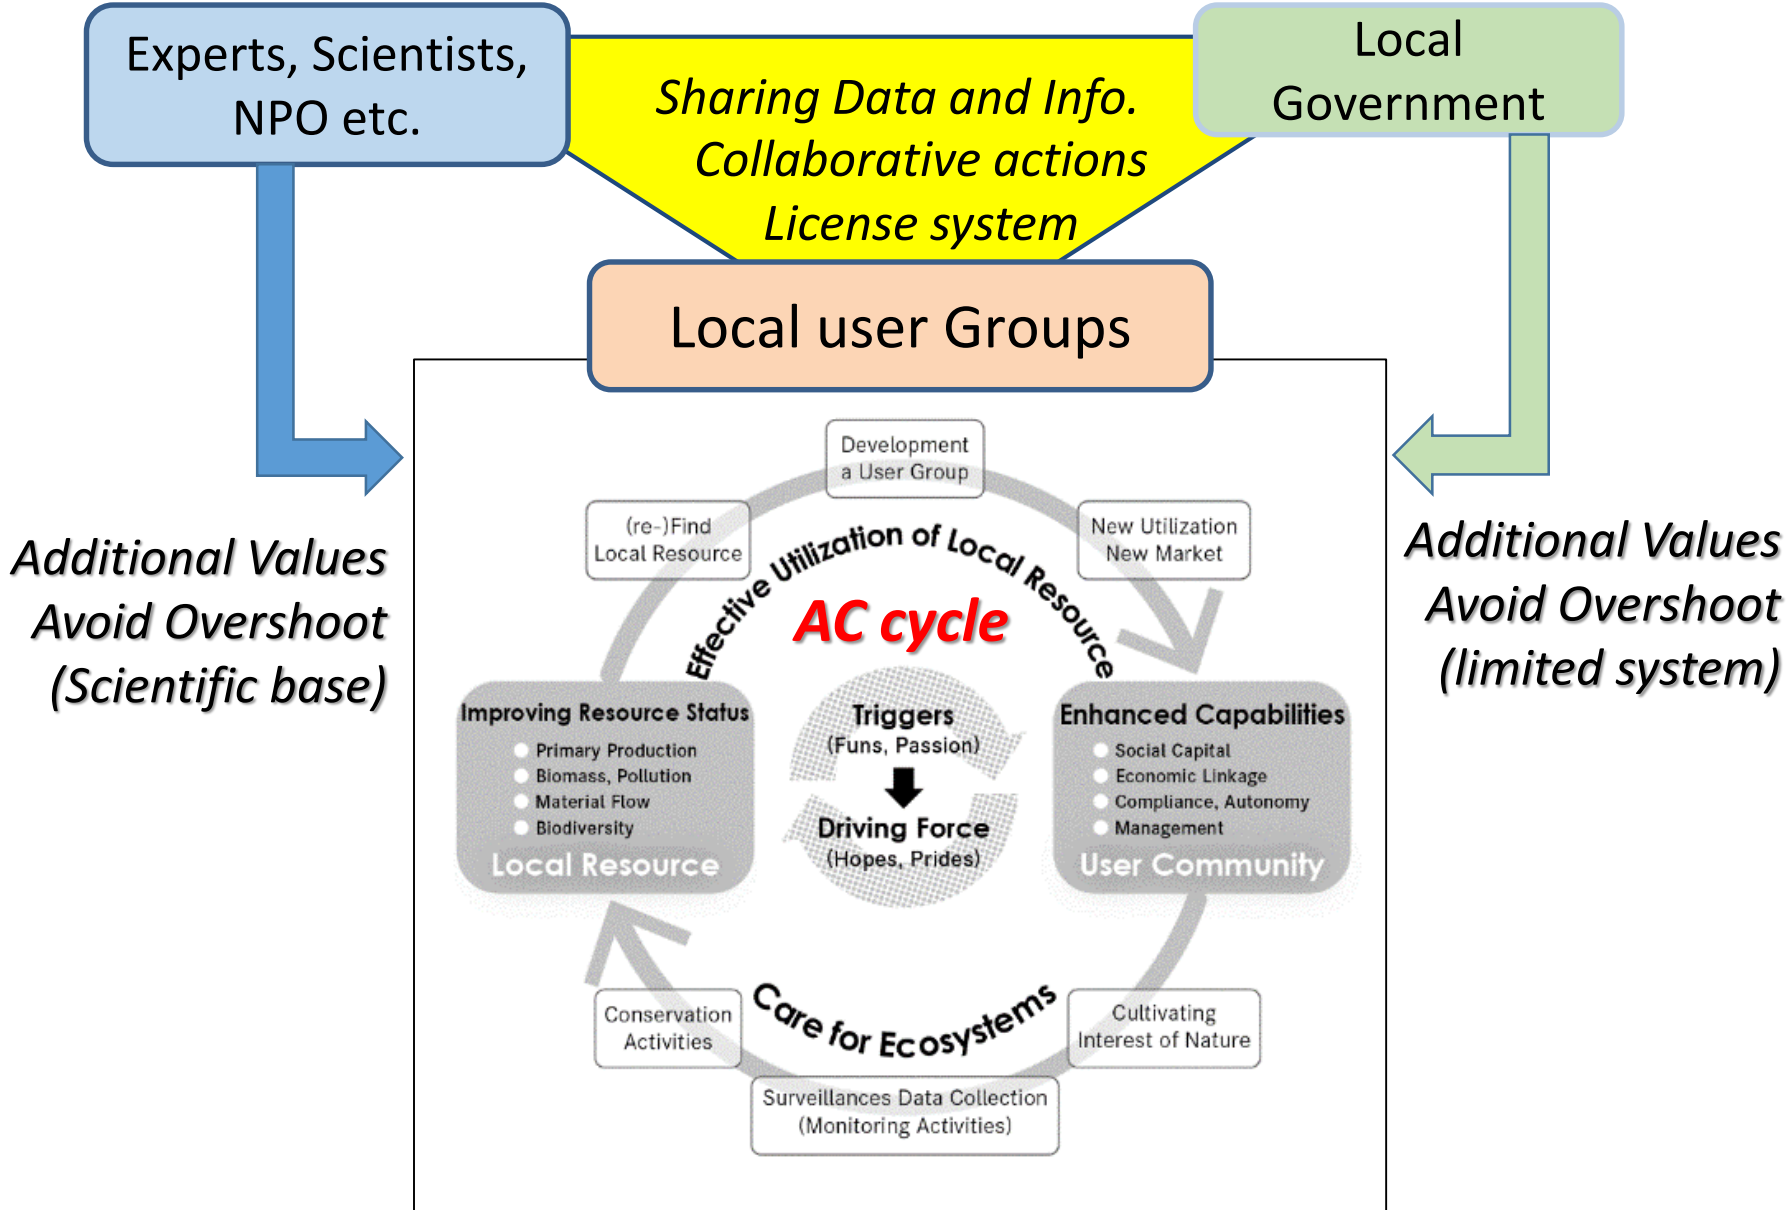 Experts, Scientists,
NPO etc.
Sharing Data and Info.
Collaborative actions
License system
Local
Government
Local user Groups
Additional Values
Avoid Overshoot
(Scientific base)
Additional Values
Avoid Overshoot
(limited system)
Development
a User Group
(re-)Find
Local Resource
New Utilization
New Market
Effective Utilization of Local Resource
AC cycle
Improving Resource Status
Primary Production
Biomass, Pollution
Material Flow
Biodiversity
Local Resource
Triggers
(Funs, Passion)
Driving Force
(Hopes, Prides)
Enhanced Capabilities
Social Capital
Economic Linkage
Compliance, Autonomy
Management
User Community
Care for Ecosystems
Conservation
Activities
Cultivating
Interest of Nature
Surveillances Data Collection
(Monitoring Activities)